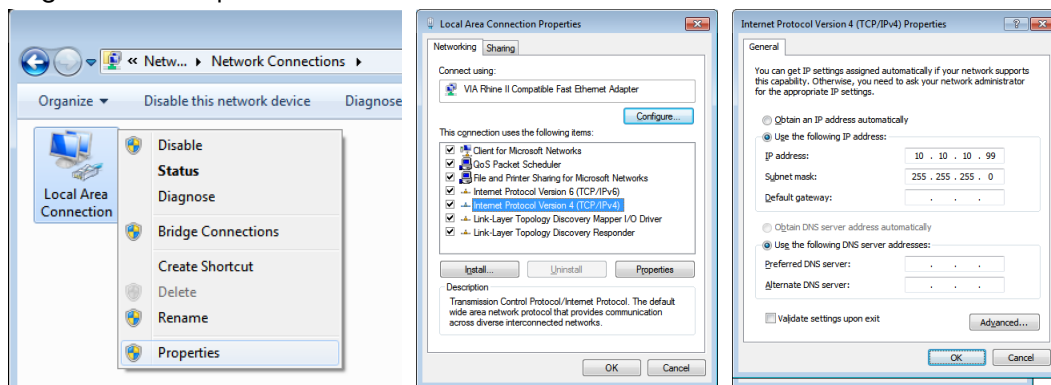 « Netw... ▸ Network Connections ▸
Organize ▾ Disable this network device Diagnose
Local Area
Connection
Disable
Status
Diagnose
Bridge Connections
Create Shortcut
Delete
Rename
Properties
Local Area Connection Properties
Networking Sharing
Connect using:
VIA Rhine II Compatible Fast Ethernet Adapter
Configure...
This connection uses the following items:
Client for Microsoft Networks
QoS Packet Scheduler
File and Printer Sharing for Microsoft Networks
Internet Protocol Version 6 (TCP/IPv6)
Internet Protocol Version 4 (TCP/IPv4)
Link-Layer Topology Discovery Mapper I/O Driver
Link-Layer Topology Discovery Responder
Install... Uninstall Properties
Description
Transmission Control Protocol/Internet Protocol. The default
wide area network protocol that provides communication
across diverse interconnected networks.
OK Cancel
Internet Protocol Version 4 (TCP/IPv4) Properties
General
You can get IP settings assigned automatically if your network supports
this capability. Otherwise, you need to ask your network administrator
for the appropriate IP settings.
Obtain an IP address automatically
Use the following IP address:
IP address: 10 . 10 . 10 . 99
Subnet mask: 255 . 255 . 255 . 0
Default gateway: . . .
Obtain DNS server address automatically
Use the following DNS server addresses:
Preferred DNS server: . . .
Alternate DNS server: . . .
Validate settings upon exit
Advanced...
OK Cancel